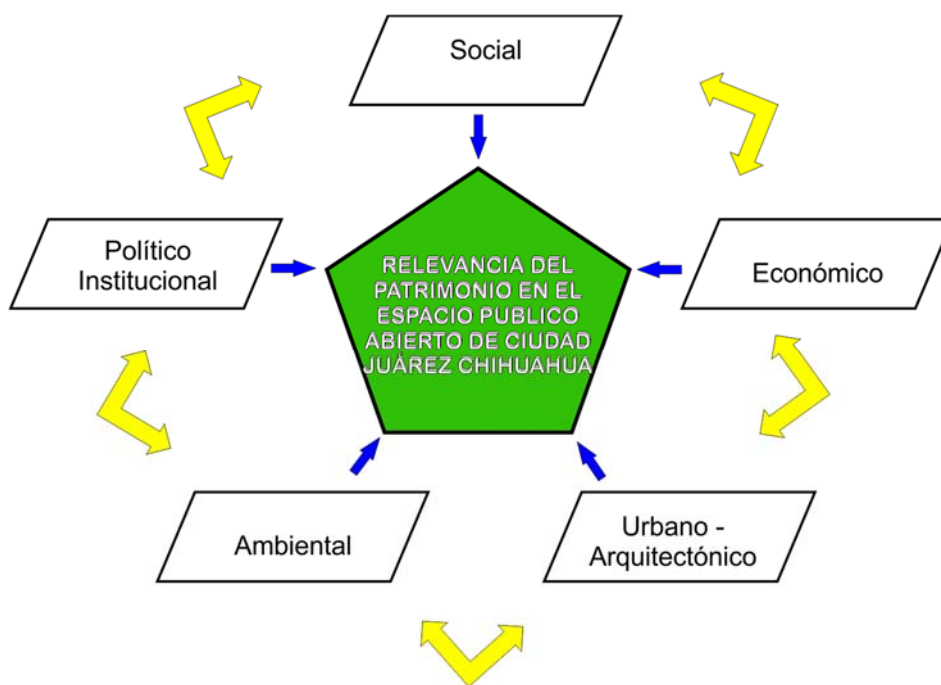 Social
Político
Institucional
RELEVANCIA DEL
PATRIMONIO EN EL
ESPACIO PUBLICO
ABIERTO DE CIUDAD
JUÁREZ CHIHUAHUA
Económico
Ambiental
Urbano -
Arquitectónico